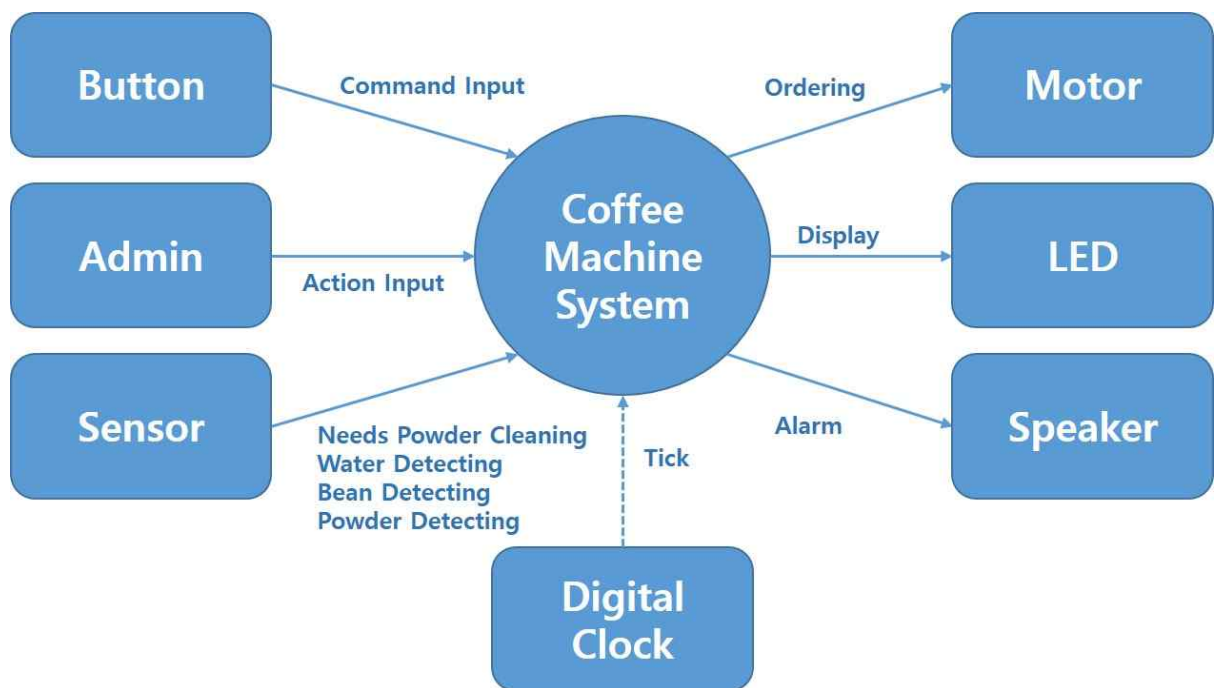 Button
Command Input
Ordering
Motor
Admin
Action Input
Coffee
Machine
System
Display
LED
Sensor
Needs Powder Cleaning
Water Detecting
Bean Detecting
Powder Detecting
Tick
Alarm
Speaker
Digital
Clock